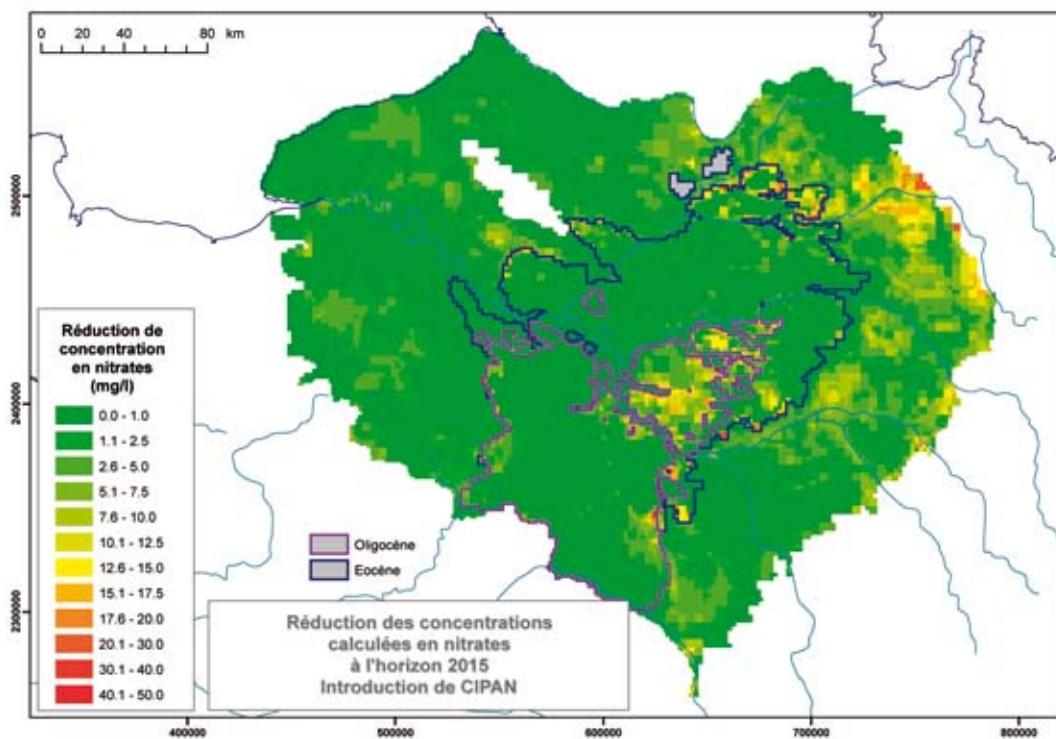 0 20 40 80 km
2500000
2400000
2300000
Réduction de
concentration
en nitrates
(mg/l)
0.0 - 1.0
1.1 - 2.5
2.6 - 5.0
5.1 - 7.5
7.6 - 10.0
10.1 - 12.5
12.6 - 15.0
15.1 - 17.5
17.6 - 20.0
20.1 - 30.0
30.1 - 40.0
40.1 - 50.0
Oligocène
Eocène
Réduction des concentrations
calculées en nitrates
à l'horizon 2015
Introduction de CIPAN
400000 500000 600000 700000 800000